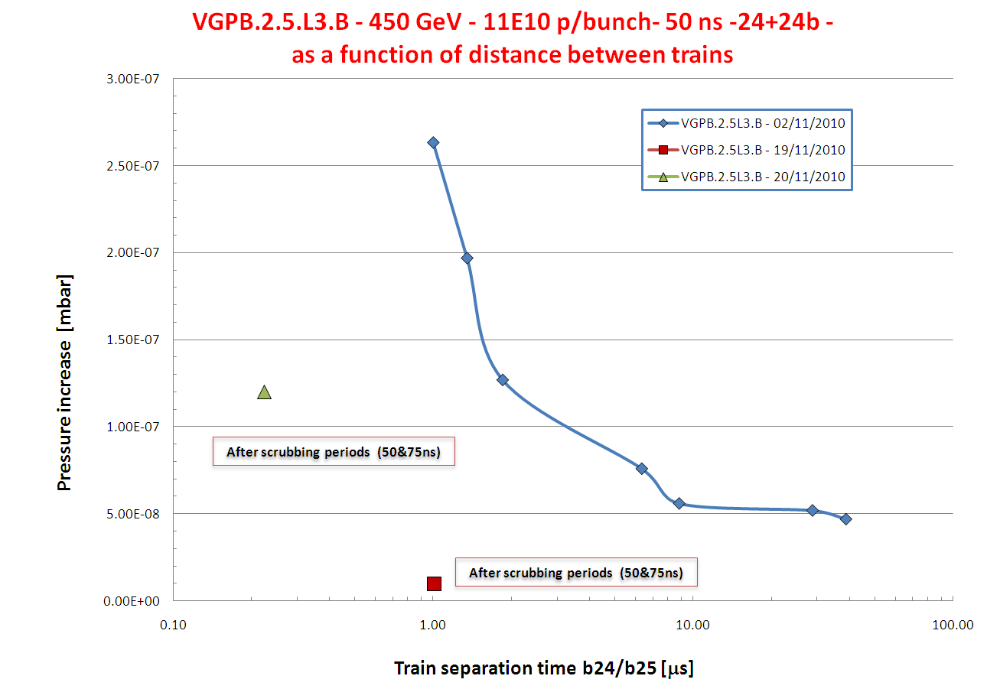 VGPB.2.5.L3.B - 450 GeV - 11E10 p/bunch- 50 ns -24+24b -
as a function of distance between trains
3.00E-07
2.50E-07
2.00E-07
1.50E-07
1.00E-07
5.00E-08
0.00E+00
Pressure increase [mbar]
VGPB.2.5L3.B - 02/11/2010
VGPB.2.5L3.B - 19/11/2010
VGPB.2.5L3.B - 20/11/2010
After scrubbing periods (50&75ns)
After scrubbing periods (50&75ns)
0.10
1.00
10.00
100.00
Train separation time b24/b25 [μs]